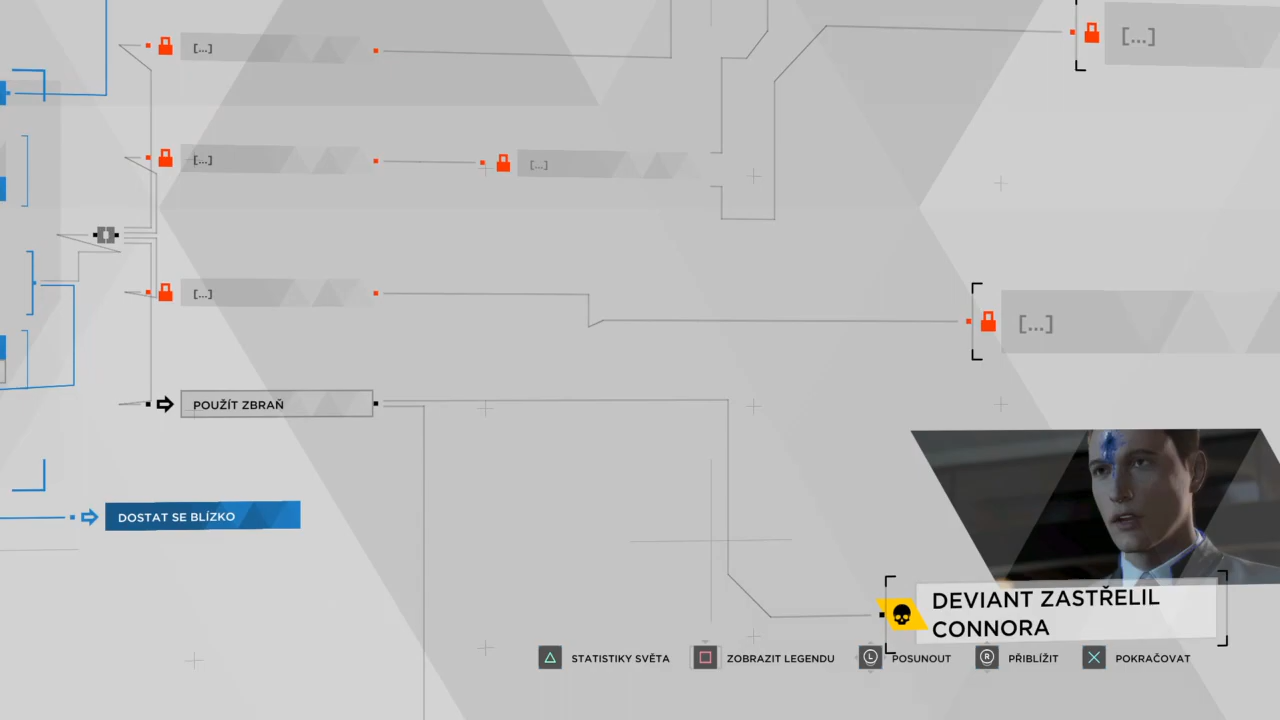 [...]
[...]
[...]
[...]
[...]
[...]
POUŽÍT ZBRAŇ
DOSTAT SE BLÍZKO
DEVIANT ZASTŘELIL
CONNORA
STATISTIKY SVĚTA ZOBRAZIT LEGENDU L POSUNOUT R PŘIBLÍŽIT POKRAČOVAT